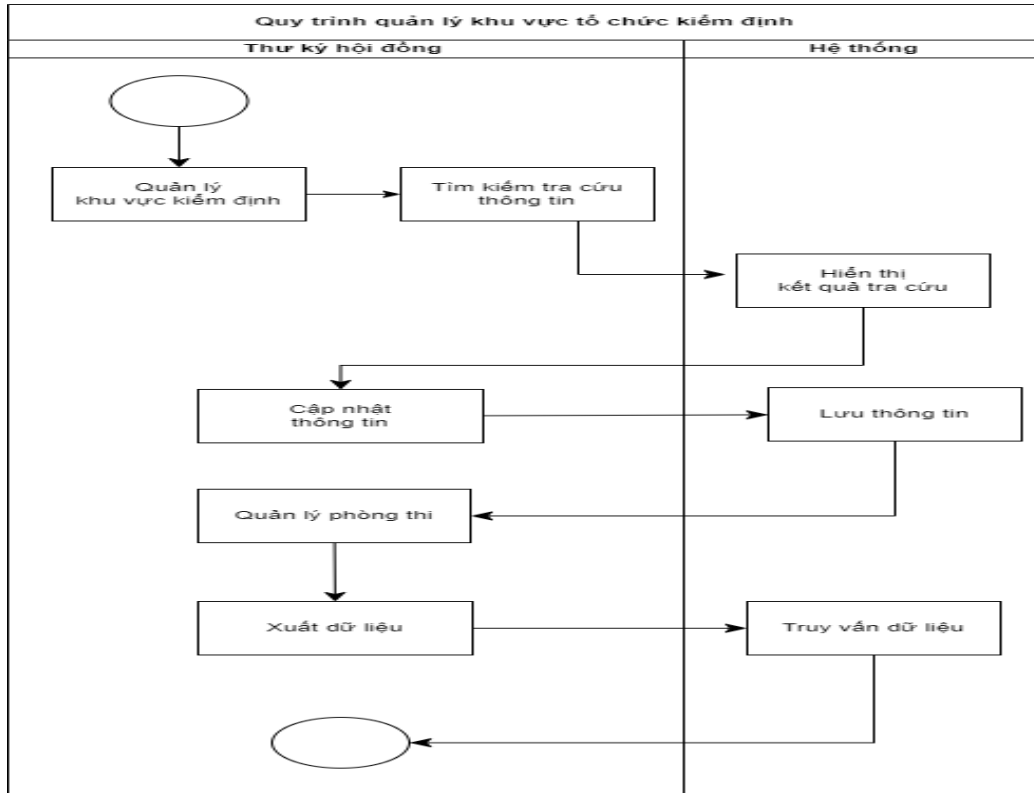 Quy trình quản lý khu vực tổ chức kiểm định
Thư ký hội đồng
Hệ thống
Quản lý
khu vực kiểm định
Tìm kiếm tra cứu
thông tin
Hiển thị
kết quả tra cứu
Cập nhật
thông tin
Lưu thông tin
Quản lý phòng thi
Xuất dữ liệu
Truy vấn dữ liệu